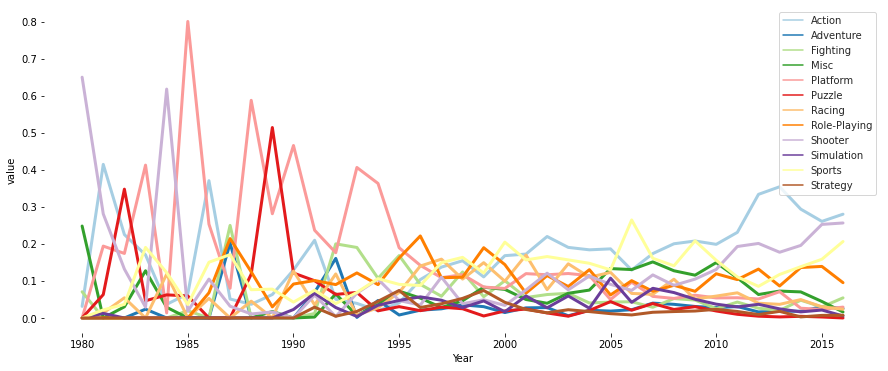 0.8
0.7
0.6
0.5
0.4
0.3
0.2
0.1
0.0
value
1980
1985
1990
1995
2000
2005
2010
2015
Year
Action
Adventure
Fighting
Misc
Platform
Puzzle
Racing
Role-Playing
Shooter
Simulation
Sports
Strategy